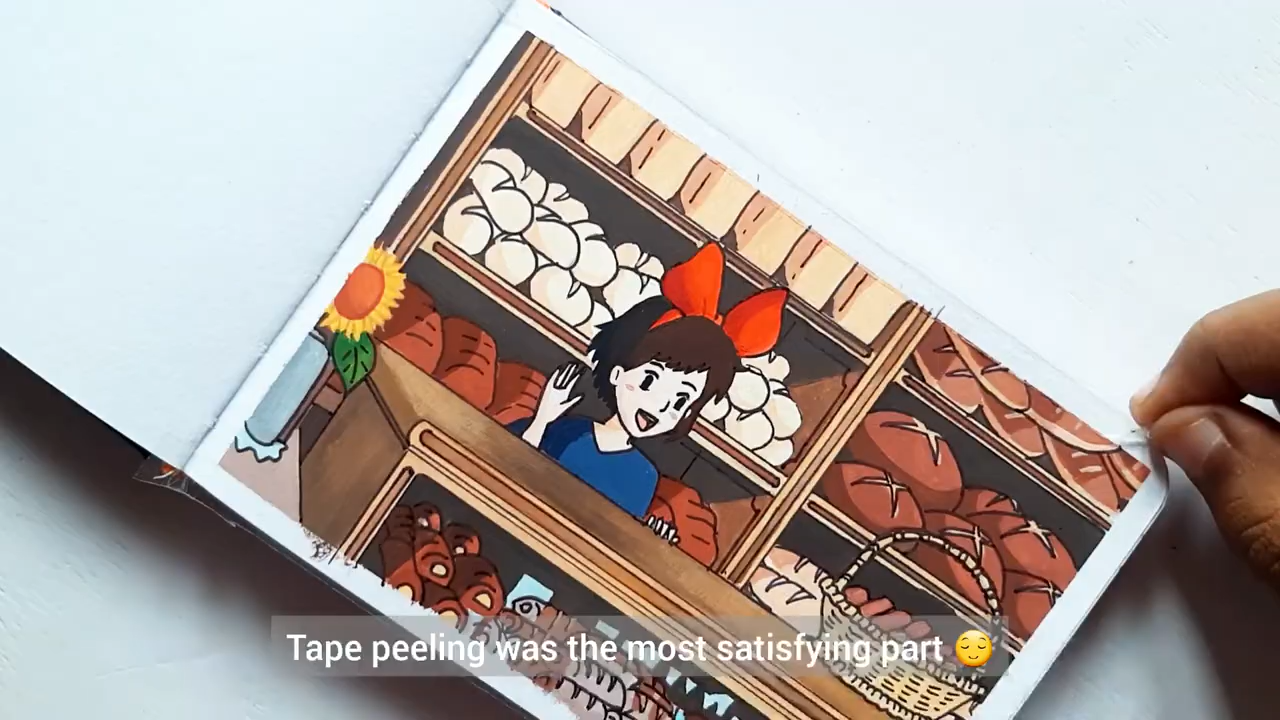 Tape peeling was the most satisfying part 😌